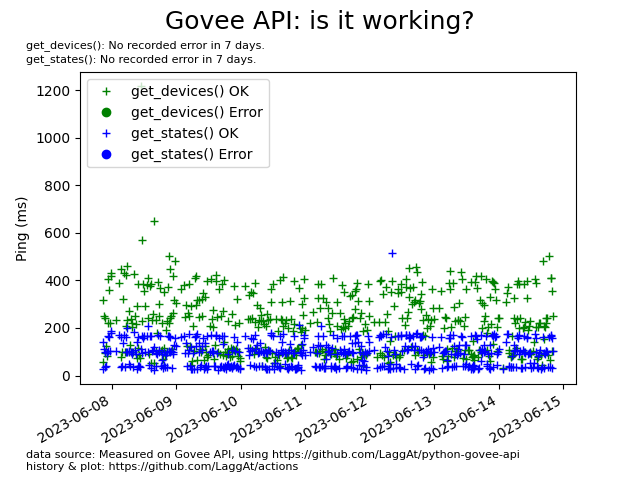 Govee API: is it working?
get_devices(): No recorded error in 7 days.
get_states(): No recorded error in 7 days.
get_devices() OK
get_devices() Error
get_states() OK
get_states() Error
Ping (ms)
1200
1000
800
600
400
200
0
2023-06-08
2023-06-09
2023-06-10
2023-06-11
2023-06-12
2023-06-13
2023-06-14
2023-06-15
data source: Measured on Govee API, using https://github.com/LaggAt/python-govee-api
history & plot: https://github.com/LaggAt/actions